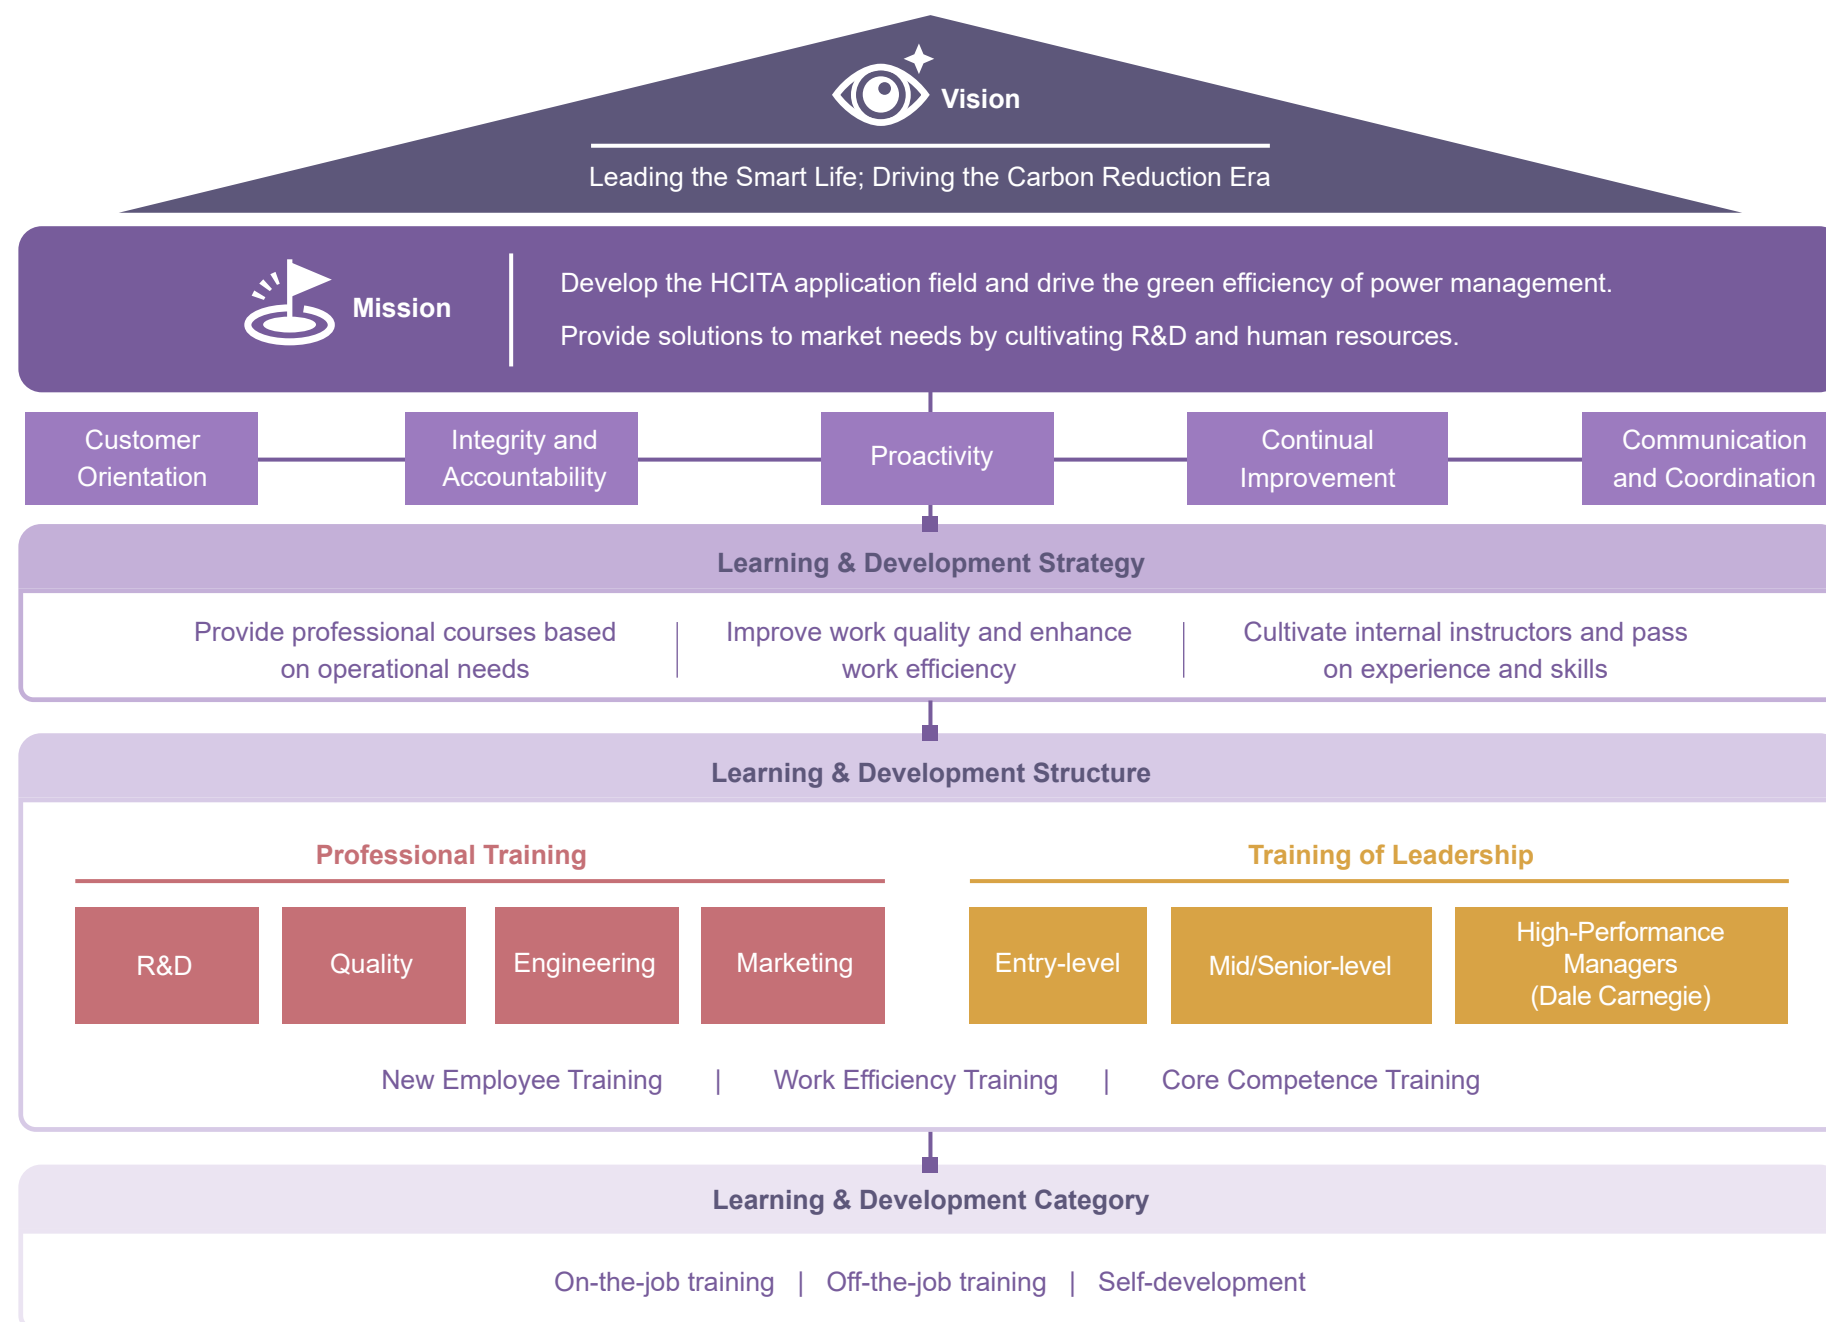 Vision
Leading the Smart Life; Driving the Carbon Reduction Era
Mission
Develop the HCITA application field and drive the green efficiency of power management.
Provide solutions to market needs by cultivating R&D and human resources.
Customer
Orientation
Integrity and
Accountability
Proactivity
Continual
Improvement
Communication
and Coordination
Learning & Development Strategy
Provide professional courses based
on operational needs
Improve work quality and enhance
work efficiency
Cultivate internal instructors and pass
on experience and skills
Learning & Development Structure
Professional Training
R&D
Quality
Engineering
Marketing
Training of Leadership
Entry-level
Mid/Senior-level
High-Performance
Managers
(Dale Carnegie)
New Employee Training | Work Efficiency Training | Core Competence Training
Learning & Development Category
On-the-job training | Off-the-job training | Self-development